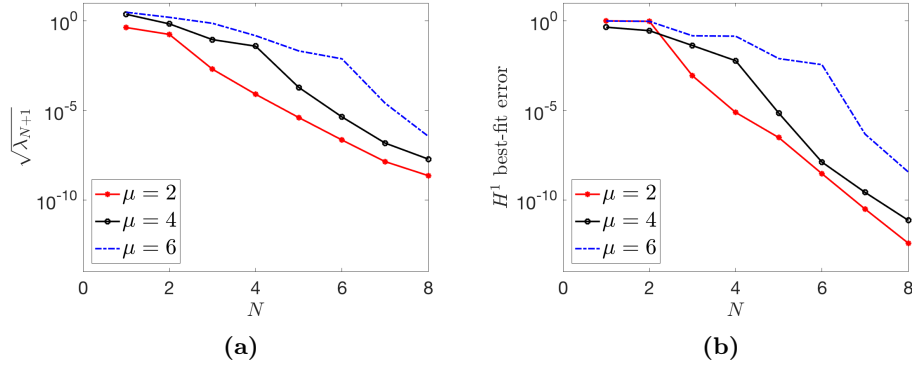 10^0
10^-5
10^-10
√λ_{N+1}
μ = 2
μ = 4
μ = 6
0 2 4 6 8
N
(a)
10^0
10^-5
10^-10
H^1 best-fit error
μ = 2
μ = 4
μ = 6
0 2 4 6 8
N
(b)